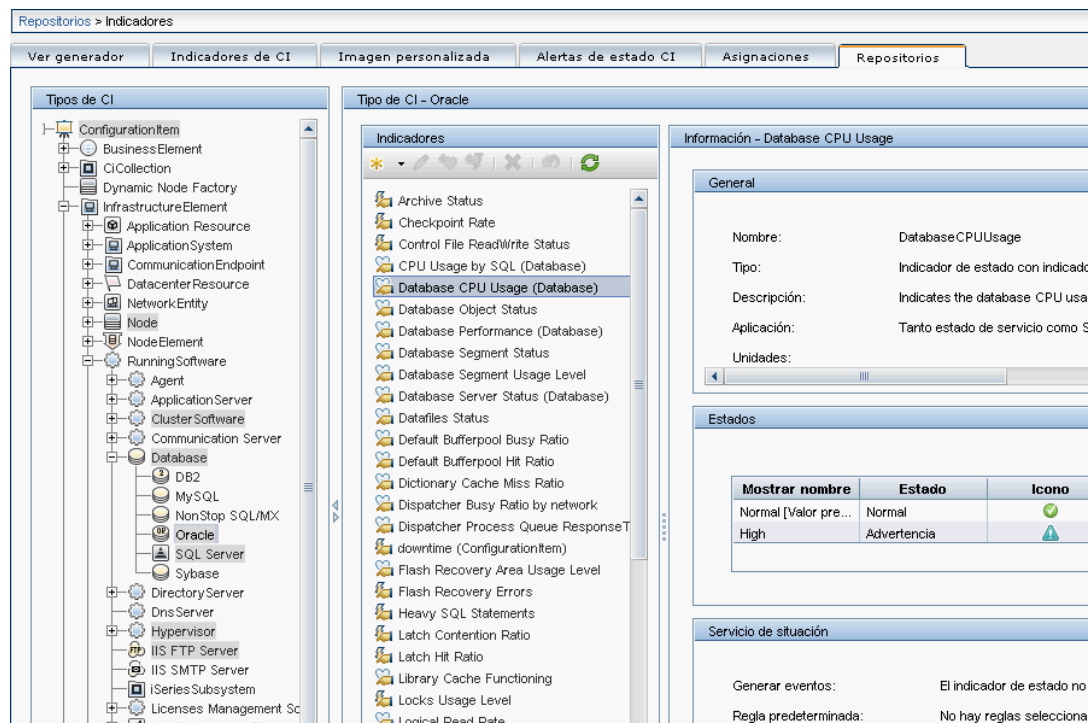 Repositorios > Indicadores
Ver generador
Indicadores de CI
Imagen personalizada
Alertas de estado CI
Asignaciones
Repositorios
Tipos de CI
ConfigurationItem
BusinessElement
CiCollection
Dynamic Node Factory
InfrastructureElement
Application Resource
ApplicationSystem
CommunicationEndpoint
DatacenterResource
NetworkEntity
Node
NodeElement
RunningSoftware
Agent
ApplicationServer
ClusterSoftware
Communication Server
Database
DB2
MySQL
NonStop SQL/MX
Oracle
SQL Server
Sybase
DirectoryServer
DnsServer
Hypervisor
IIS FTP Server
IIS SMTP Server
iSeriesSubsystem
Licenses Management Sc
Tipo de CI - Oracle
Indicadores
Archive Status
Checkpoint Rate
Control File ReadWrite Status
CPU Usage by SQL (Database)
Database CPU Usage (Database)
Database Object Status
Database Performance (Database)
Database Segment Status
Database Segment Usage Level
Database Server Status (Database)
Datafiles Status
Default Bufferpool Busy Ratio
Default Bufferpool Hit Ratio
Dictionary Cache Miss Ratio
Dispatcher Busy Ratio by network
Dispatcher Process Queue ResponseT
downtime (ConfigurationItem)
Flash Recovery Area Usage Level
Flash Recovery Errors
Heavy SQL Statements
Latch Contention Ratio
Latch Hit Ratio
Library Cache Functioning
Locks Usage Level
Logical Read Rate
Información - Database CPU Usage
General
Nombre: DatabaseCPUUsage
Tipo: Indicador de estado con indicado
Descripción: Indicates the database CPU usa
Aplicación: Tanto estado de servicio como S
Unidades:
Estados
Mostrar nombre Estado Icono
Normal [Valor pre... Normal
High Advertencia
Servicio de situación
Generar eventos: El indicador de estado no
Regla predeterminada: No hay reglas seleccione